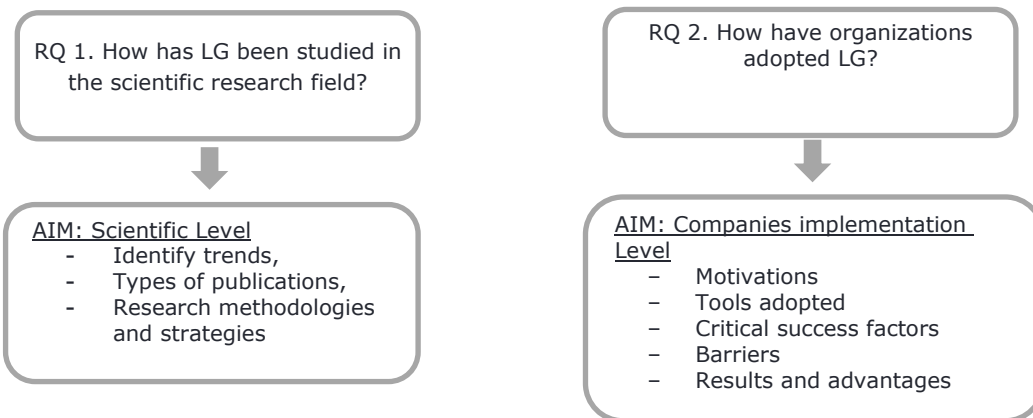 RQ 1. How has LG been studied in
the scientific research field?
AIM: Scientific Level
- Identify trends,
- Types of publications,
- Research methodologies
and strategies
RQ 2. How have organizations
adopted LG?
AIM: Companies implementation
Level
– Motivations
– Tools adopted
– Critical success factors
– Barriers
– Results and advantages